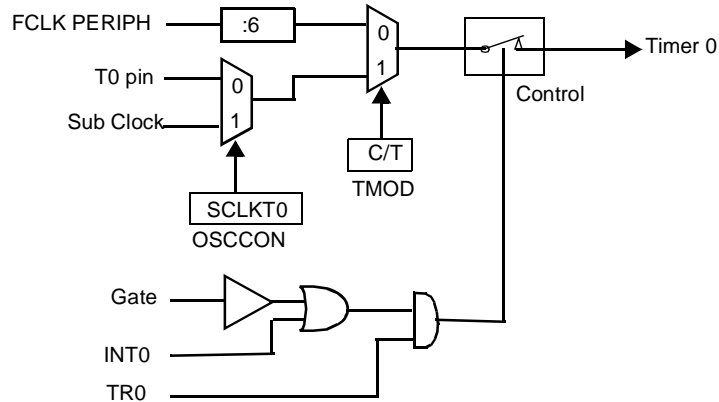 FCLK PERIPH
:6
0
1
T0 pin
0
1
Sub Clock
Timer 0
Control
C/T
TMOD
SCLKT0
OSCCON
Gate
INT0
TR0